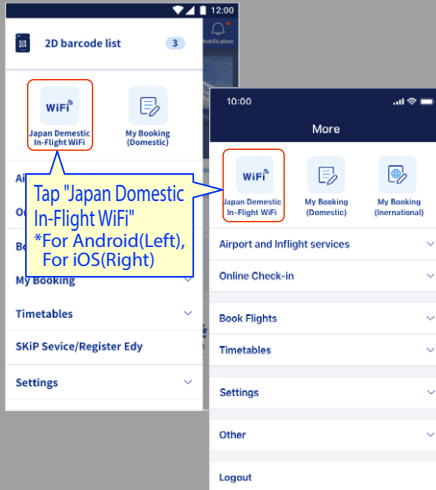 12:00
2D barcode list
3
Notification
WiFi
Japan Demestic
In-Flight WiFi
My Booking
(Domestic)
My Booking
Timetables
SKiP Sevice/Register Edy
Settings
Tap "Japan Domestic
In-Flight WiFi"
*For Android(Left),
For iOS(Right)
10:00
More
WiFi
Japan Demestic
In-Flight WiFi
My Booking
(Domestic)
My Booking
(Inernational)
Airport and Inflight services
Online Check-in
Book Flights
Timetables
Settings
Other
Logout